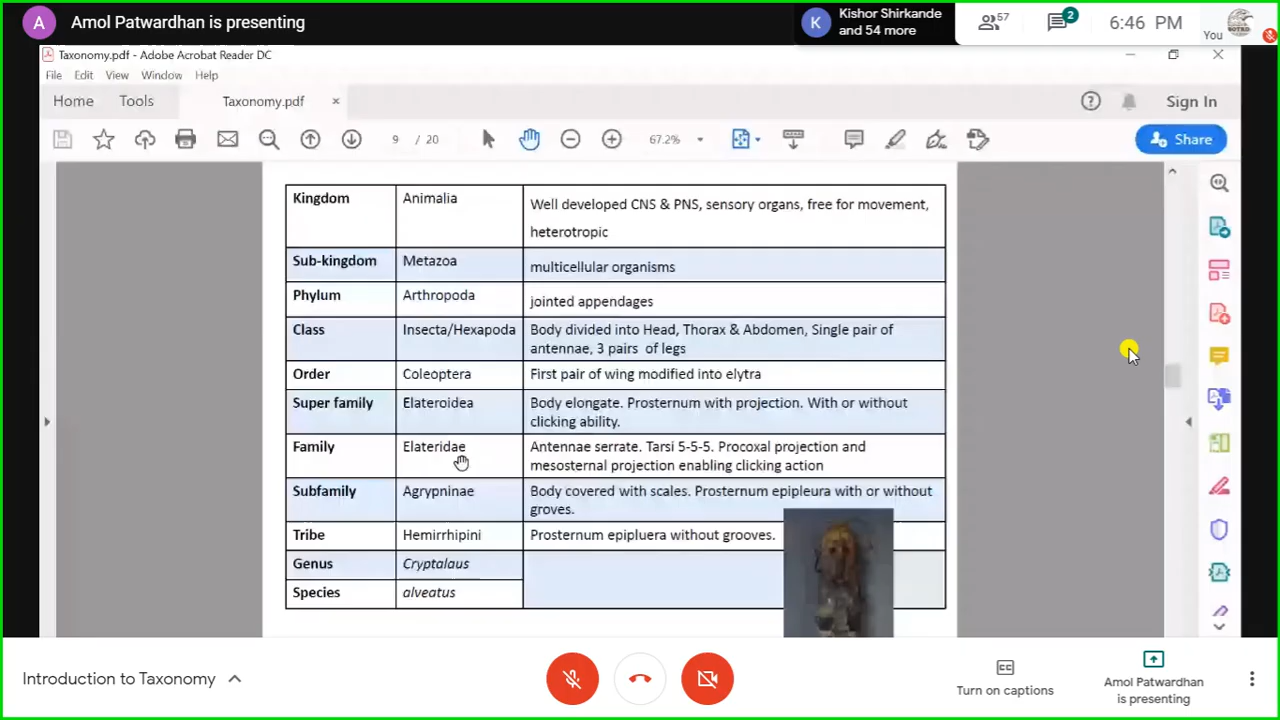 A Amol Patwardhan is presenting
K Kishor Shirkande
and 54 more
57
2
6:46 PM
You
Taxonomy.pdf - Adobe Acrobat Reader DC
File Edit View Window Help
Home Tools Taxonomy.pdf × ? Sign In
9 / 20 67.2% Share
Kingdom Animalia Well developed CNS & PNS, sensory organs, free for movement,
heterotropic
Sub-kingdom Metazoa multicellular organisms
Phylum Arthropoda jointed appendages
Class Insecta/Hexapoda Body divided into Head, Thorax & Abdomen, Single pair of
antennae, 3 pairs of legs
Order Coleoptera First pair of wing modified into elytra
Super family Elateroidea Body elongate. Prosternum with projection. With or without
clicking ability.
Family Elateridae Antennae serrate. Tarsi 5-5-5. Procoxal projection and
mesosternal projection enabling clicking action
Subfamily Agrypninae Body covered with scales. Prosternum epipleura with or without
groves.
Tribe Hemirrhipini Prosternum epipluera without grooves.
Genus Cryptalaus
Species alveatus
Introduction to Taxonomy
CC
Turn on captions
Amol Patwardhan
is presenting